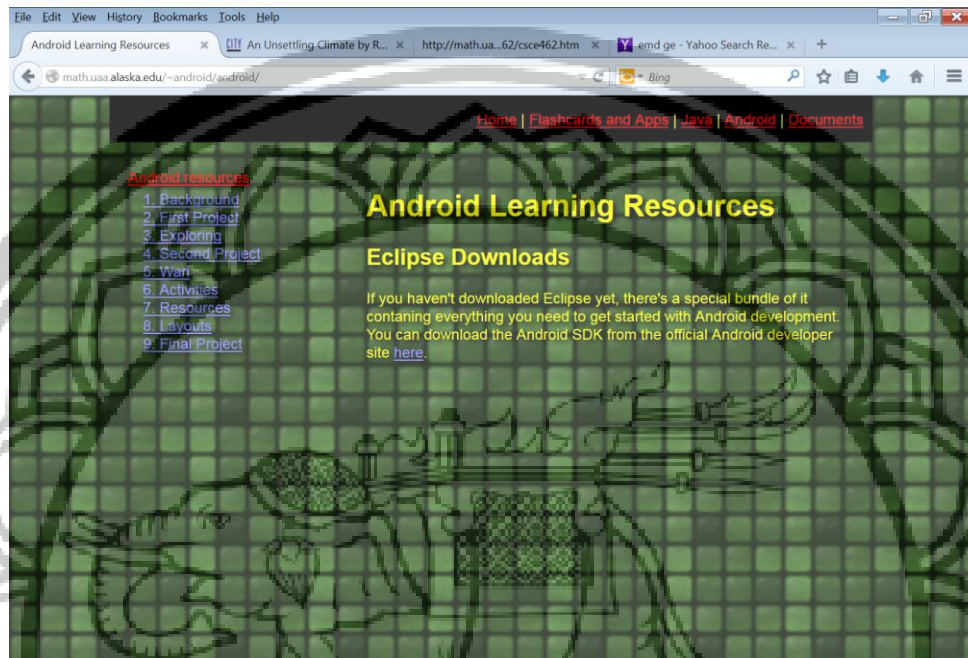 File Edit View History Bookmarks Tools Help
Android Learning Resources × CITY An Unsettling Climate by R... × http://math.ua...62/csce462.htm × Y emd ge - Yahoo Search Re... × +
math.uaa.alaska.edu/~android/android/ Bing
Home | Flashcards and Apps | Java | Android | Documents
Android resources
1. Background
2. First Project
3. Exploring
4. Second Project
5. Wari
6. Activities
7. Resources
8. Layouts
9. Final Project
Android Learning Resources
Eclipse Downloads
If you haven't downloaded Eclipse yet, there's a special bundle of it
contaning everything you need to get started with Android development.
You can download the Android SDK from the official Android developer
site here.